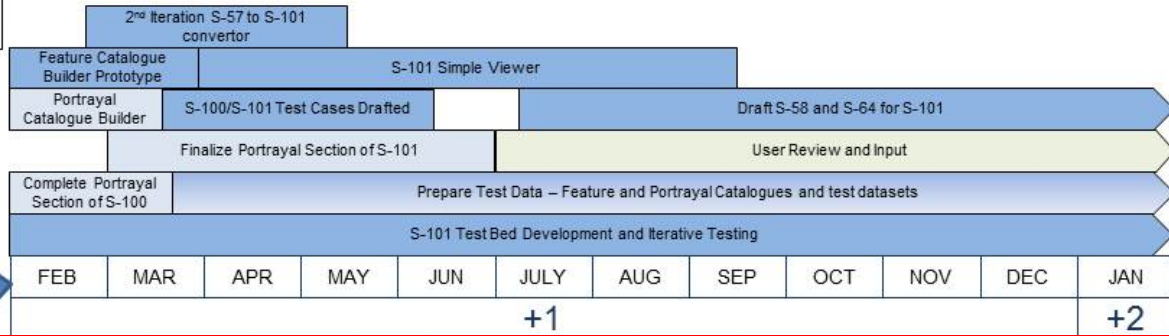 2nd Iteration S-57 to S-101
convertor
Feature Catalogue
Builder Prototype
S-101 Simple Viewer
Portrayal
Catalogue Builder
S-100/S-101 Test Cases Drafted
Draft S-58 and S-64 for S-101
Finalize Portrayal Section of S-101
User Review and Input
Complete Portrayal
Section of S-100
Prepare Test Data – Feature and Portrayal Catalogues and test datasets
S-101 Test Bed Development and Iterative Testing
FEB MAR APR MAY JUN JULY AUG SEP OCT NOV DEC JAN
+1 +2